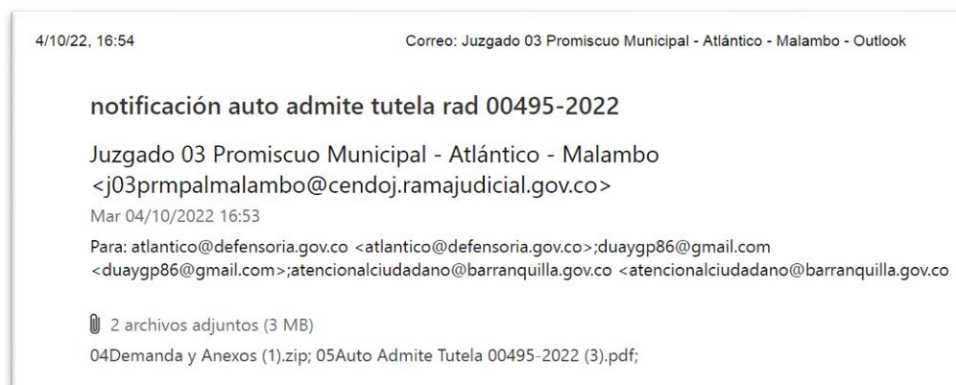 4/10/22, 16:54 Correo: Juzgado 03 Promiscuo Municipal - Atlántico - Malambo - Outlook
notificación auto admite tutela rad 00495-2022
Juzgado 03 Promiscuo Municipal - Atlántico - Malambo
<j03prmpalmalambo@cendoj.ramajudicial.gov.co>
Mar 04/10/2022 16:53
Para: atlantico@defensoria.gov.co <atlantico@defensoria.gov.co>;duaygp86@gmail.com
<duaygp86@gmail.com>;atencionalciudadano@barranquilla.gov.co <atencionalciudadano@barranquilla.gov.co
2 archivos adjuntos (3 MB)
04Demanda y Anexos (1).zip; 05Auto Admite Tutela 00495-2022 (3).pdf;